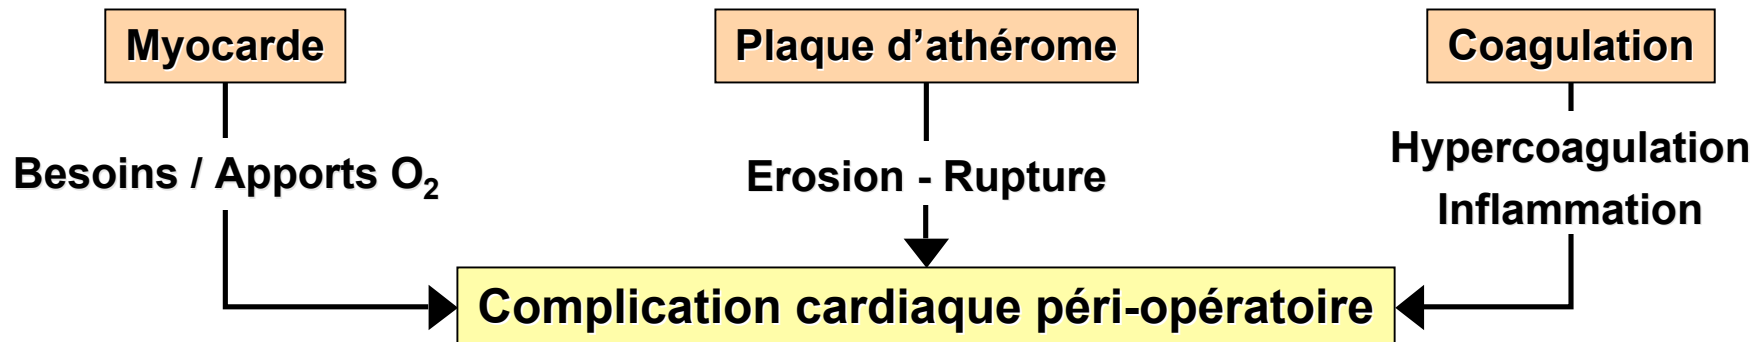 Myocarde
Plaque d’athérome
Coagulation
Besoins / Apports O₂
Erosion - Rupture
Hypercoagulation
Inflammation
Complication cardiaque péri-opératoire